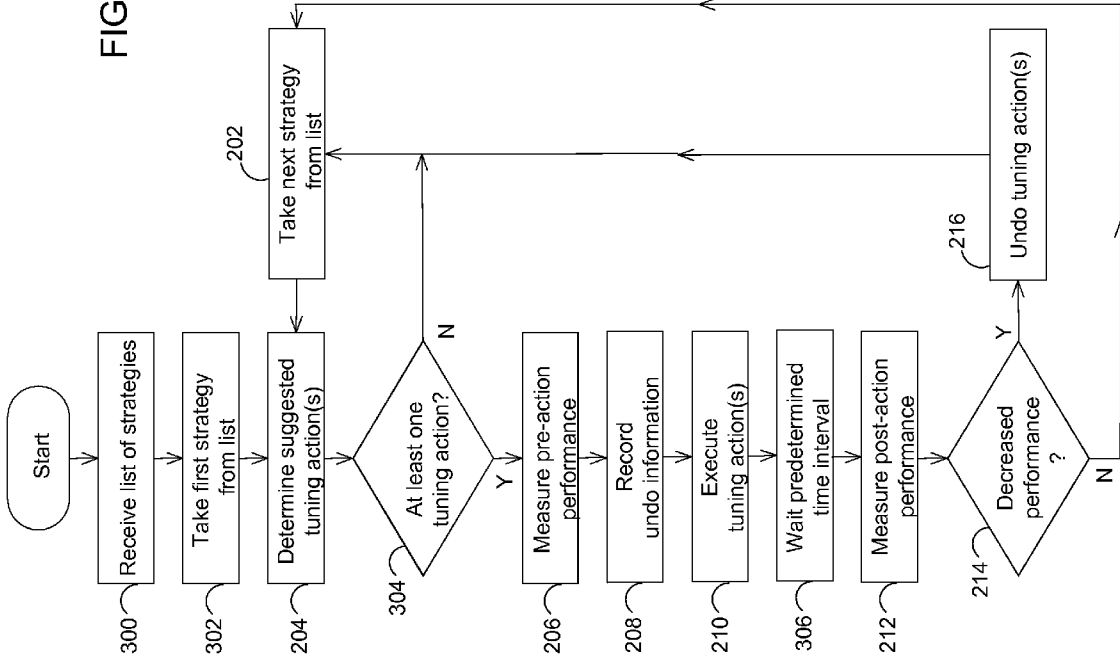 FIG
Start
300
Receive list of strategies
302
Take first strategy
from list
202
Take next strategy
from list
204
Determine suggested
tuning action(s)
304
At least one
tuning action?
N
Y
206
Measure pre-action
performance
208
Record
undo information
210
Execute
tuning action(s)
306
Wait predetermined
time interval
212
Measure post-action
performance
214
Decreased
performance
?
Y
N
216
Undo tuning action(s)